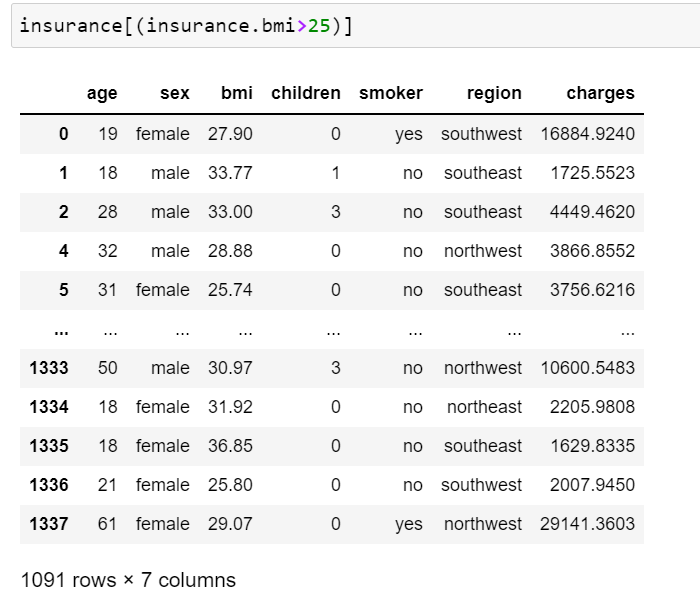 insurance[(insurance.bmi>25)]
age sex bmi children smoker region charges
0 19 female 27.90 0 yes southwest 16884.9240
1 18 male 33.77 1 no southeast 1725.5523
2 28 male 33.00 3 no southeast 4449.4620
4 32 male 28.88 0 no northwest 3866.8552
5 31 female 25.74 0 no southeast 3756.6216
... ... ... ... ... ... ... ...
1333 50 male 30.97 3 no northwest 10600.5483
1334 18 female 31.92 0 no northeast 2205.9808
1335 18 female 36.85 0 no southeast 1629.8335
1336 21 female 25.80 0 no southwest 2007.9450
1337 61 female 29.07 0 yes northwest 29141.3603
1091 rows × 7 columns